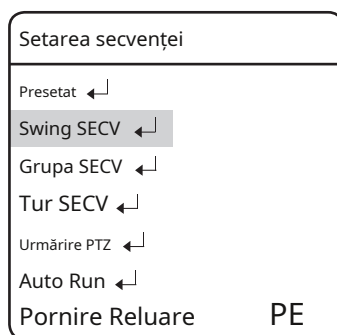 Setarea secvenței
Presetat ↵
Swing SECV ↵
Grupa SECV ↵
Tur SECV ↵
Urmărire PTZ ↵
Auto Run ↵
Pornire Reluare PE